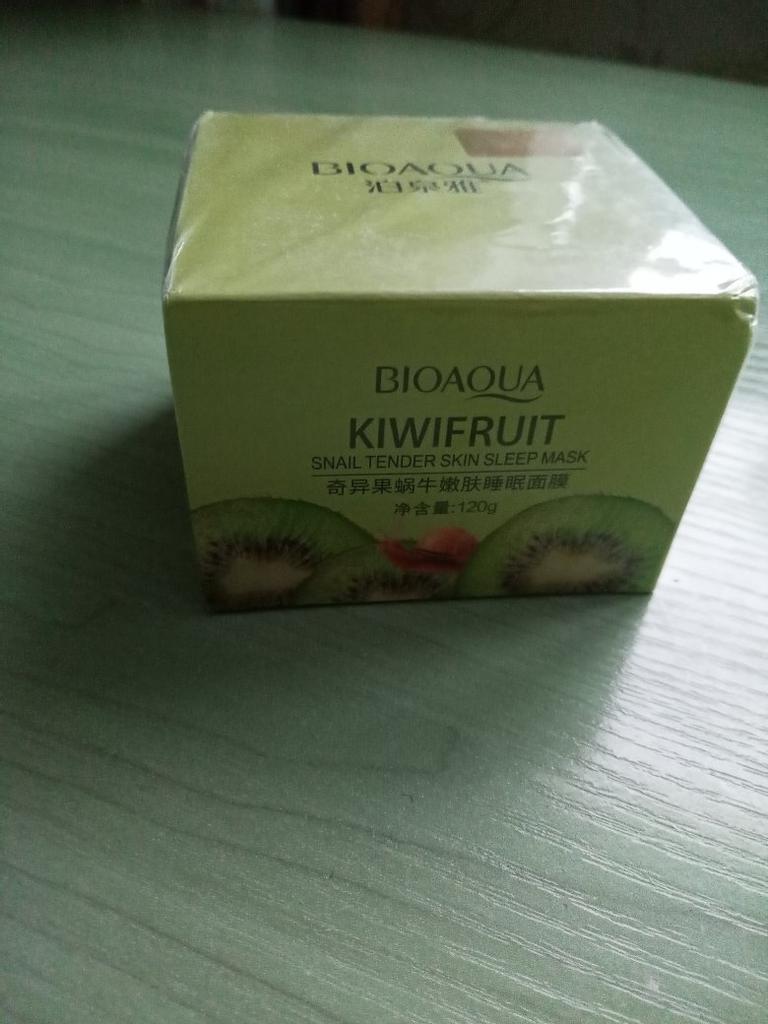 BIOAQUA
泊泉雅
BIOAQUA
KIWIFRUIT
SNAIL TENDER SKIN SLEEP MASK
奇异果蜗牛嫩肤睡眠面膜
净含量:120g